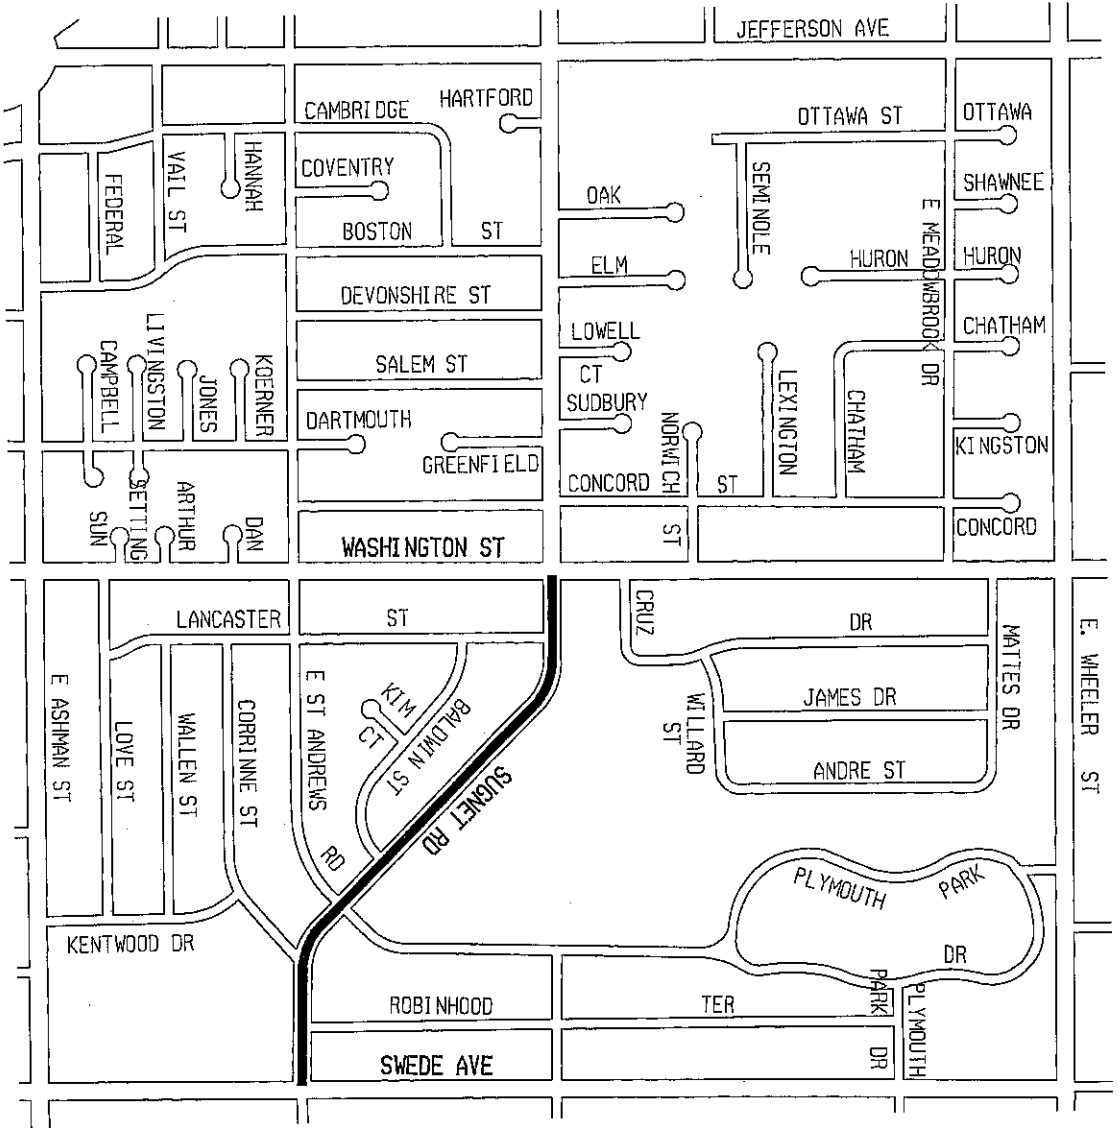 JEFFERSON AVE
CAMBRIDGE
HARTFORD
OTTAWA ST
OTTAWA
VAIL ST
HANNAH
COVENTRY
FEDERAL
SEMINOLE
SHAWNEE
OAK
E MEADOWBROOK DR
BOSTON ST
ELM
HURON
HURON
DEVONSHIRE ST
LIVINGSTON
CAMPBELL
JONES
KOERNER
LOWELL
CT
CHATHAM
SALEM ST
LEXINGTON
CHATHAM
SUDBURY
DARTMOUTH
NORWICH ST
GREENFIELD
KINGSTON
CONCORD ST
CONCORD
SUN
SETTING
ARTHUR
DAN
WASHINGTON ST
LANCASTER ST
CRUZ
DR
MATTES DR
E. WHEELER ST
E ASHMAN ST
LOVE ST
WALLEN ST
CORRINNE ST
E ST ANDREWS
RD
KIM
CT
BALDWIN ST
WILLARD
ST
JAMES DR
ANDRE ST
SUGNET RD
PLYMOUTH PARK
DR
KENTWOOD DR
ROBINHOOD TER
PLYMOUTH
PARK DR
SWEDE AVE